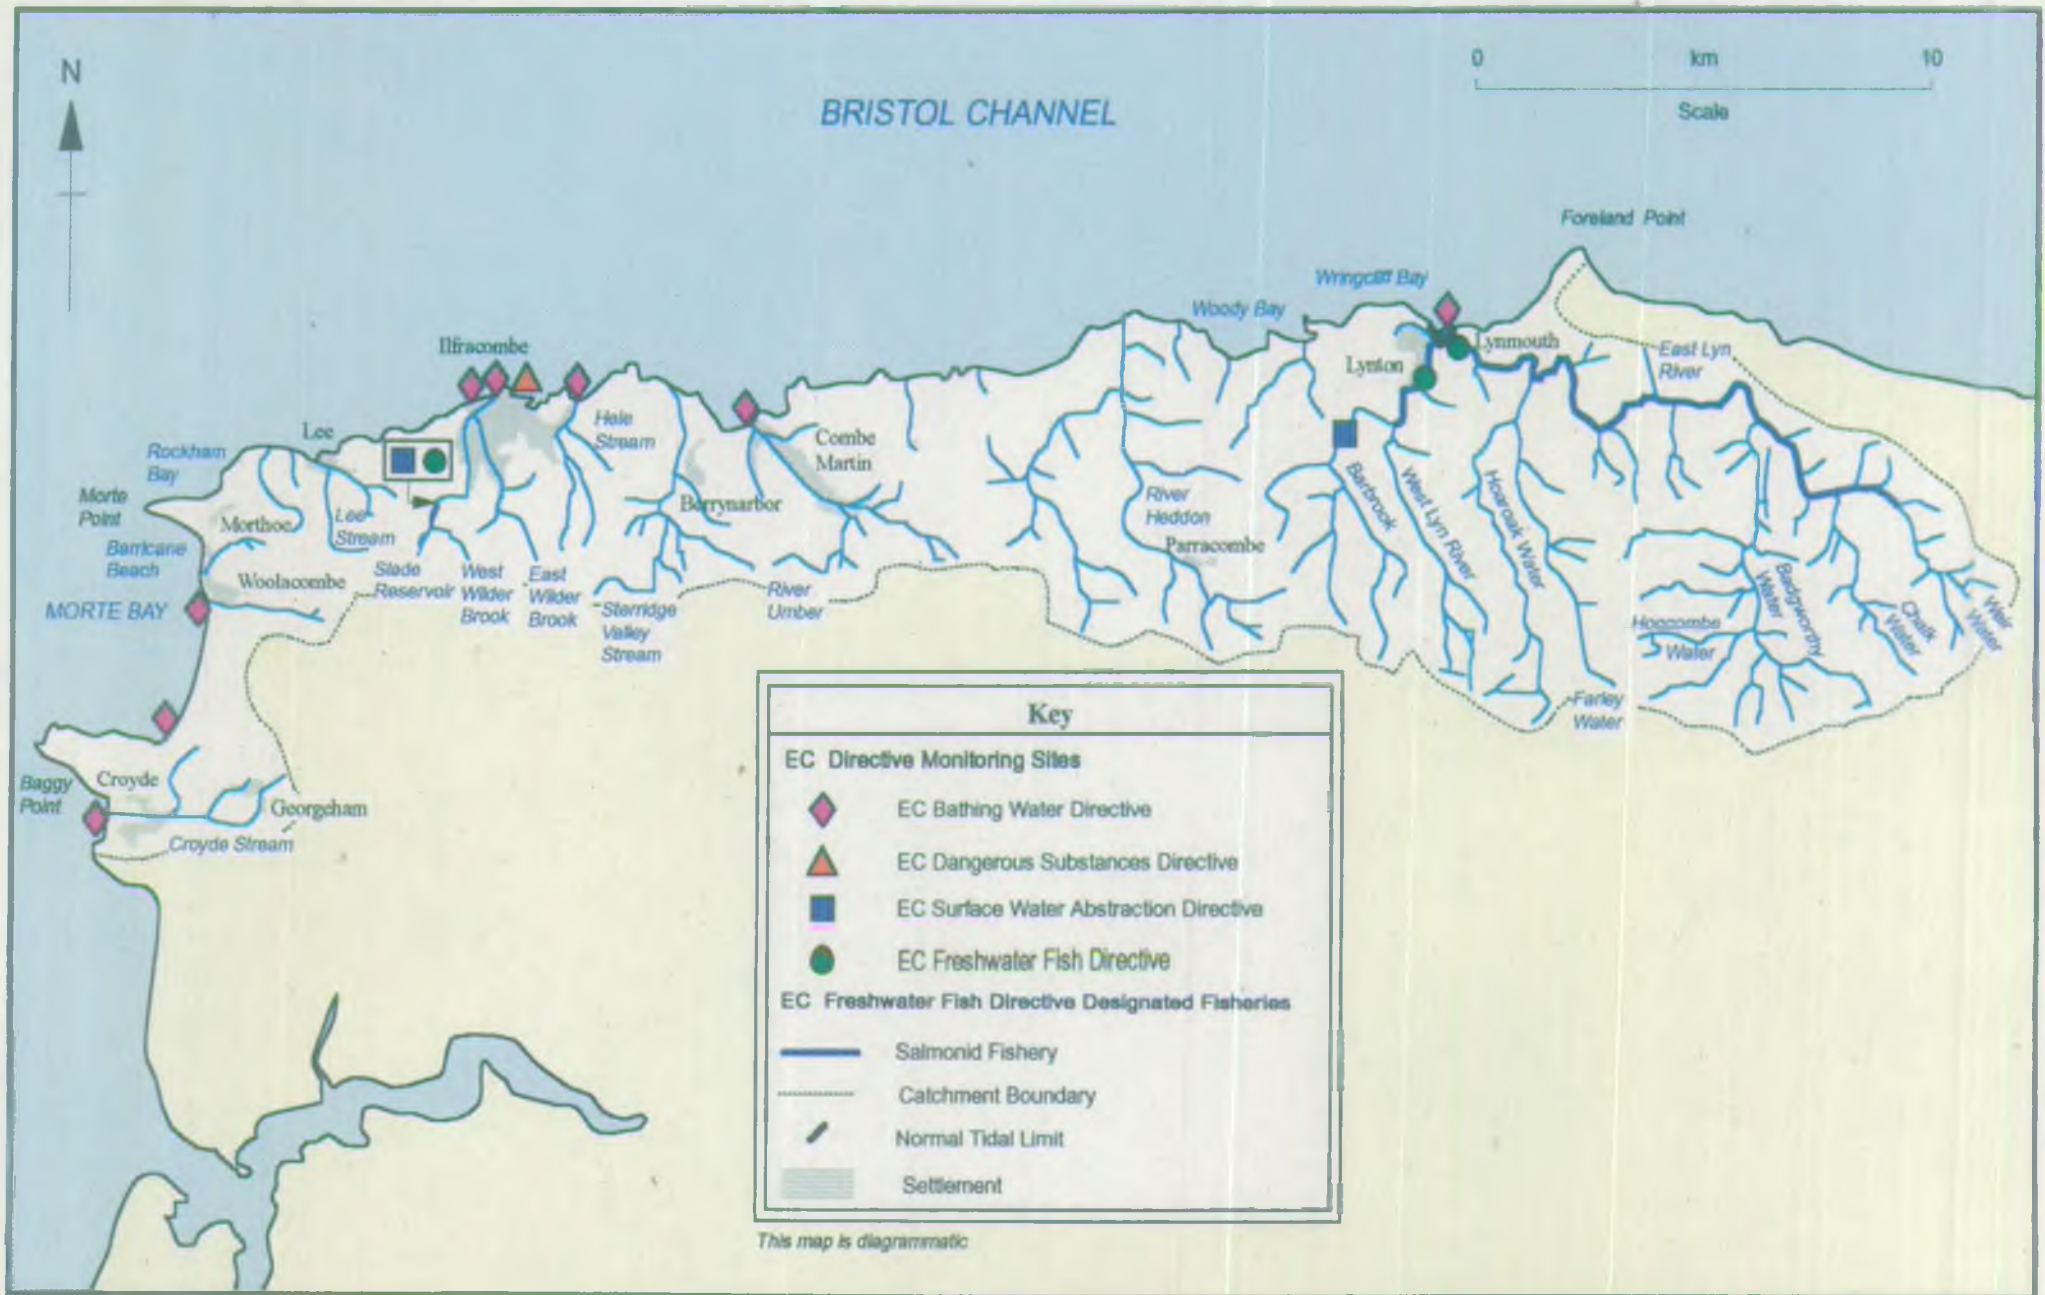 N
0 km 10
Scale
BRISTOL CHANNEL
Foreland Point
Wringcliff Bay
Woody Bay
Ilfracombe
Lynmouth
East Lyn
River
Lynton
Lee
Hele
Stream
Combe
Martin
Rockham
Bay
Morte
Point
Morthoe
Lee
Stream
Berrynarbor
River
Heddon
Parracombe
Barbrook
West Lyn River
Hoaroak Water
Barricane
Beach
Woolacombe
Slade
Reservoir
West
Wilder
Brook
East
Wilder
Brook
Sterridge
Valley
Stream
River
Umber
Badgworthy
Water
Chalk
Water
Weir
Water
Hoccombe
Water
Farley
Water
MORTE BAY
Baggy
Point
Croyde
Georgeham
Croyde Stream
Key
EC Directive Monitoring Sites
EC Bathing Water Directive
EC Dangerous Substances Directive
EC Surface Water Abstraction Directive
EC Freshwater Fish Directive
EC Freshwater Fish Directive Designated Fisheries
Salmonid Fishery
Catchment Boundary
Normal Tidal Limit
Settlement
This map is diagrammatic